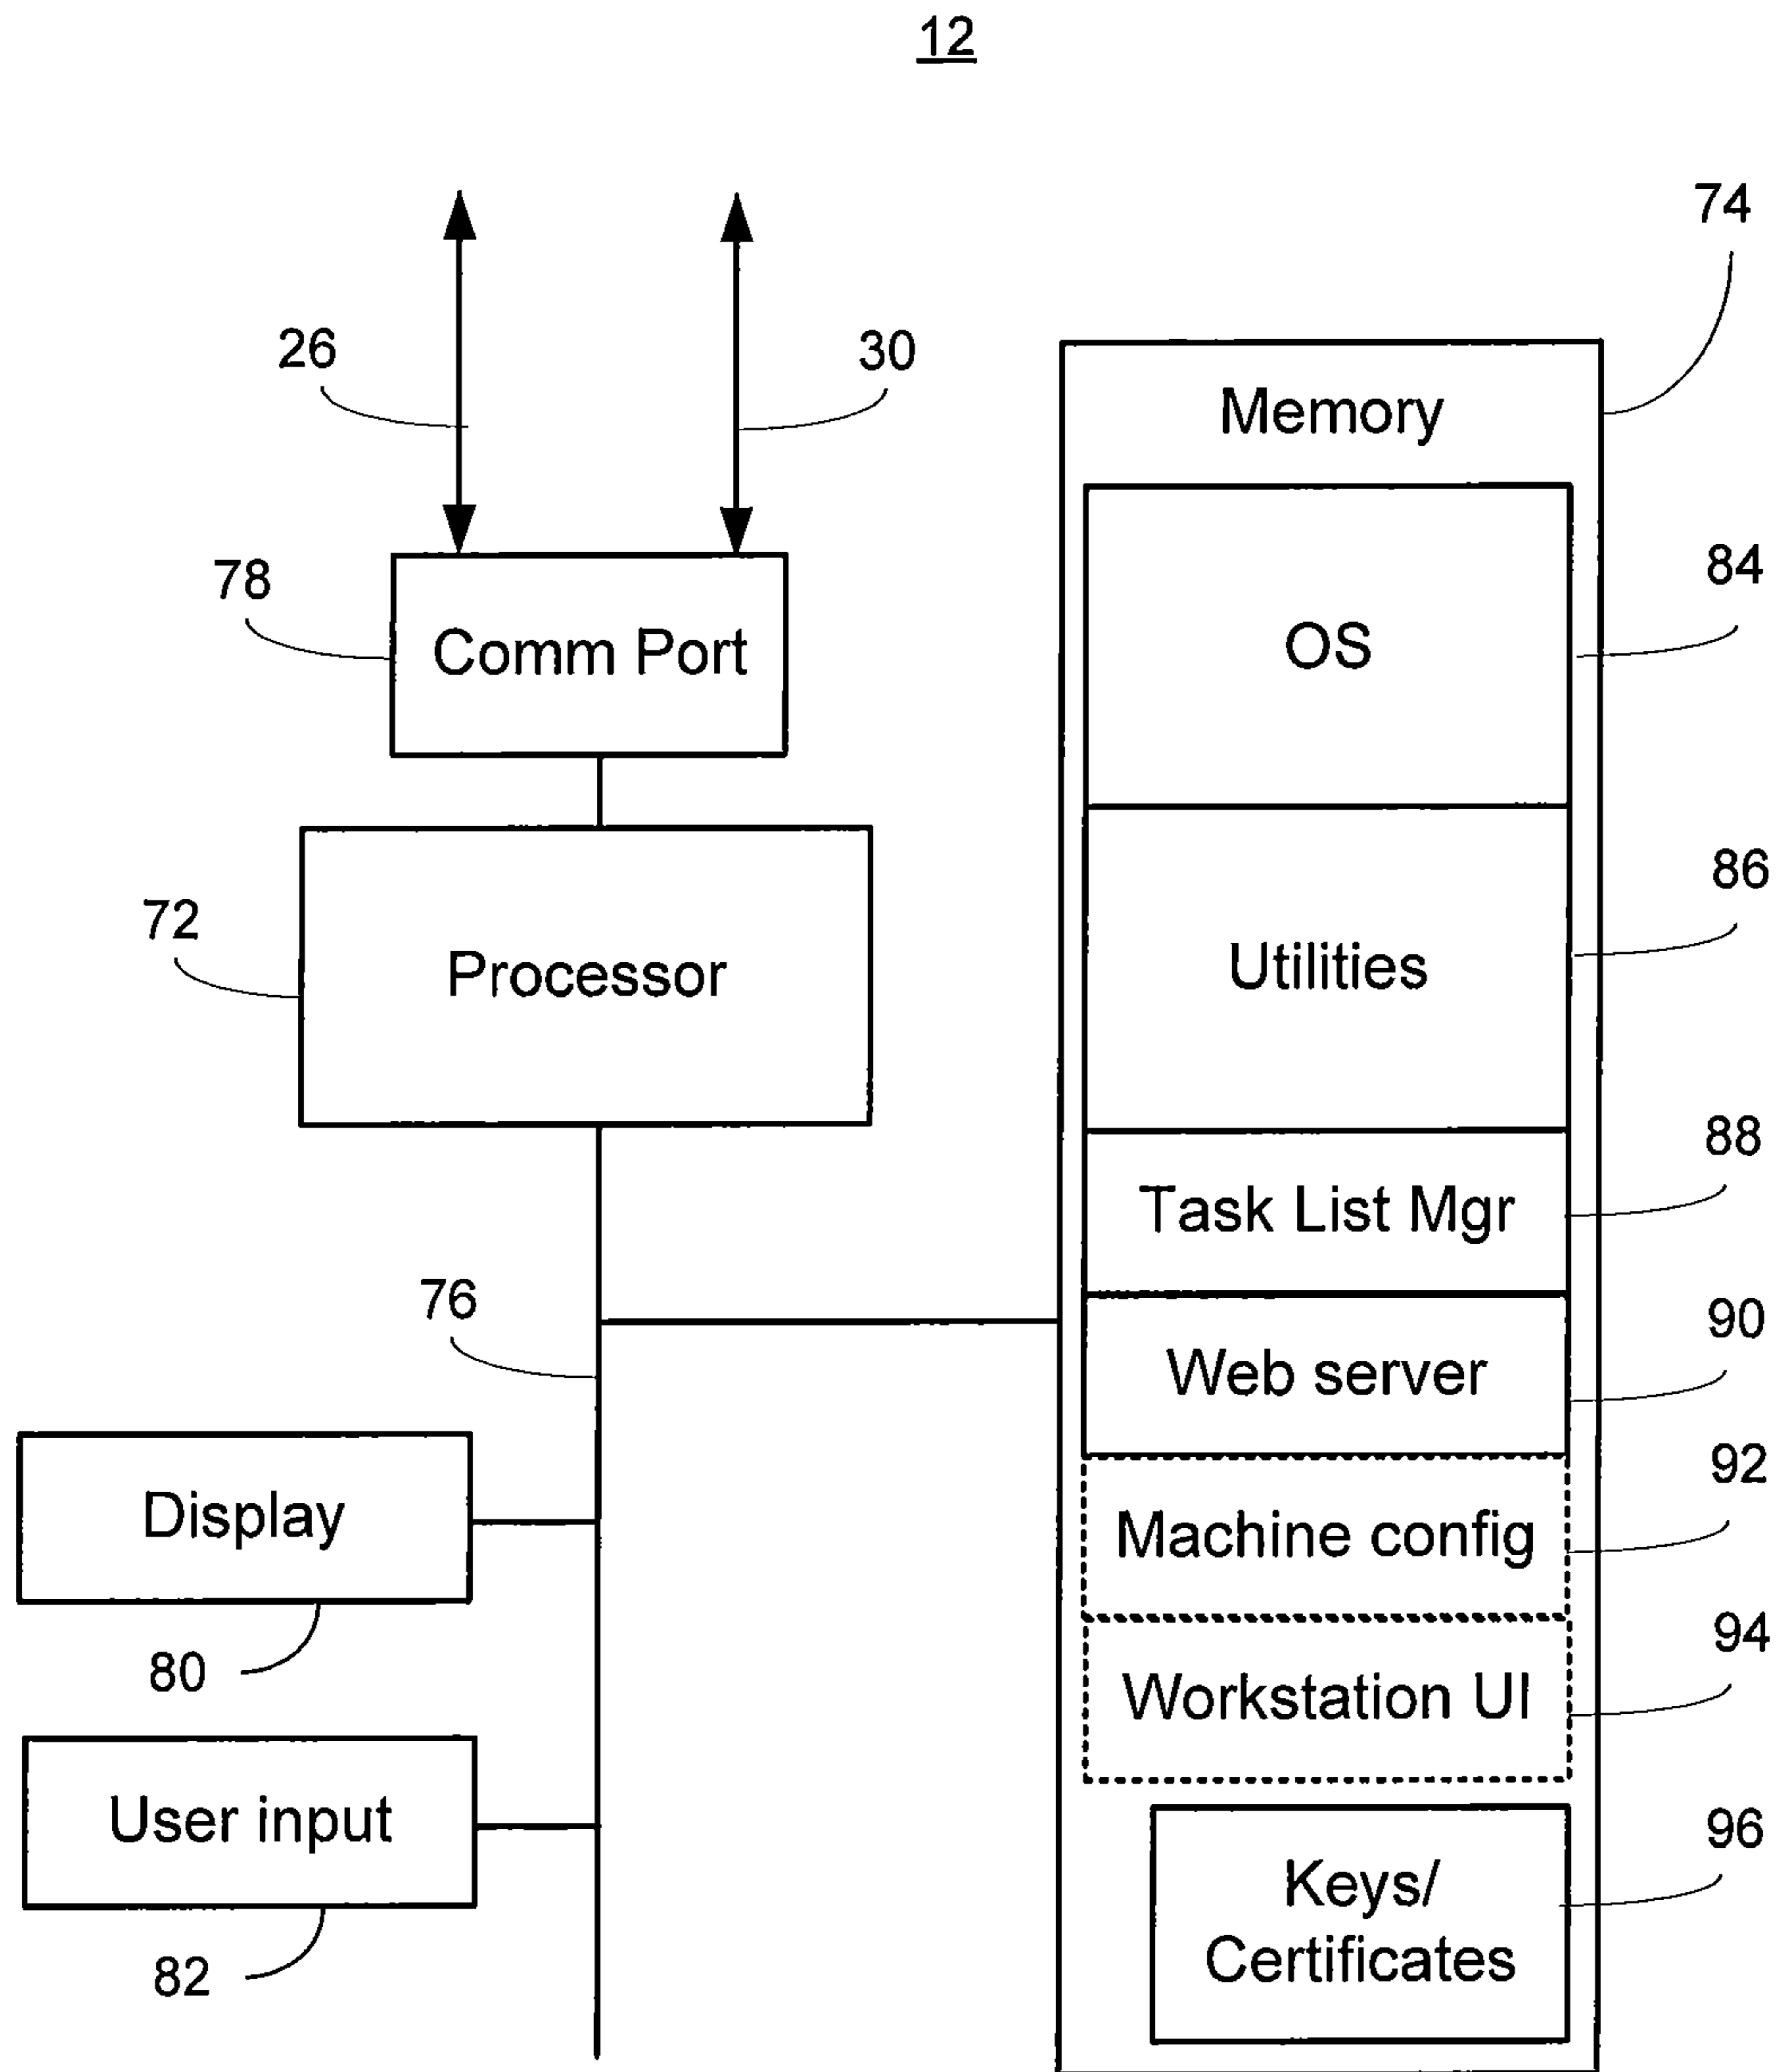 12
74
26
30
Memory
78
Comm Port
84
OS
72
Processor
86
Utilities
88
Task List Mgr
76
90
Web server
92
Display
Machine config
80
94
Workstation UI
User input
96
Keys/
Certificates
82